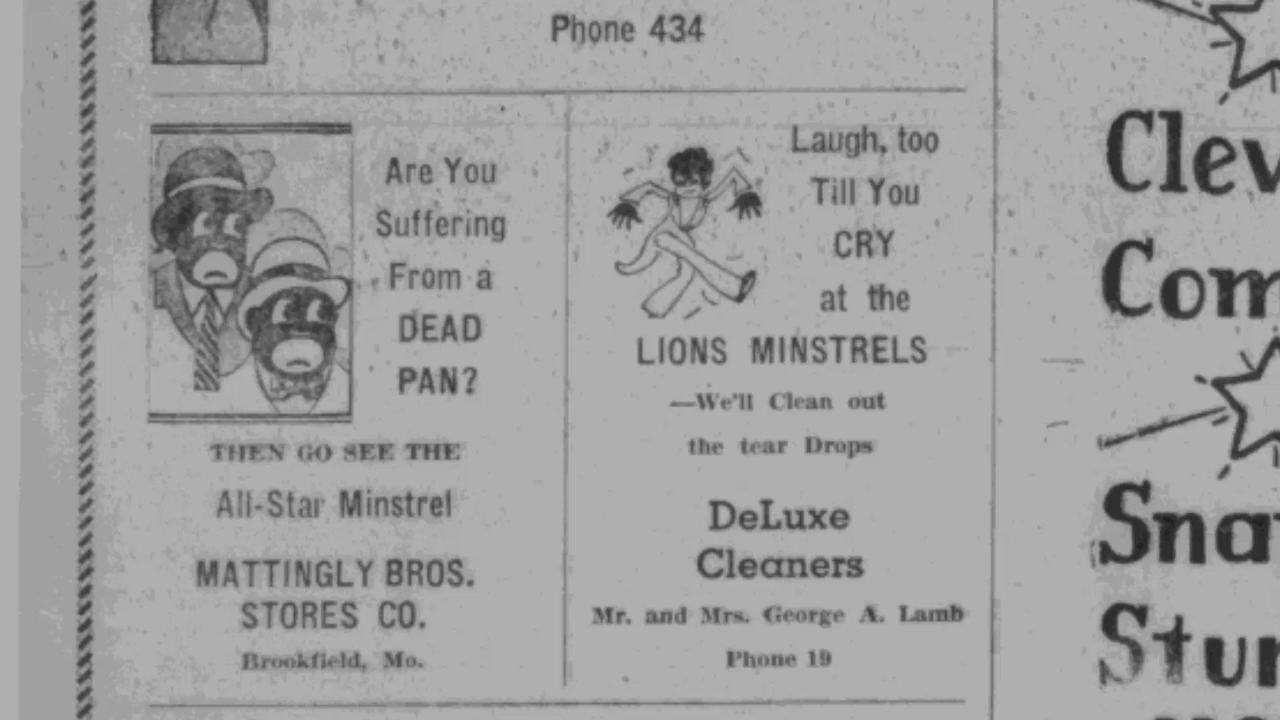 Phone 434
Are You
Suffering
From a
DEAD
PAN?
THEN GO SEE THE
All-Star Minstrel
MATTINGLY BROS.
STORES CO.
Brookfield, Mo.
Laugh, too
Till You
CRY
at the
LIONS MINSTRELS
—We'll Clean out
the tear Drops
DeLuxe
Cleaners
Mr. and Mrs. George A. Lamb
Phone 19
Clev
Com
Sna
Stu